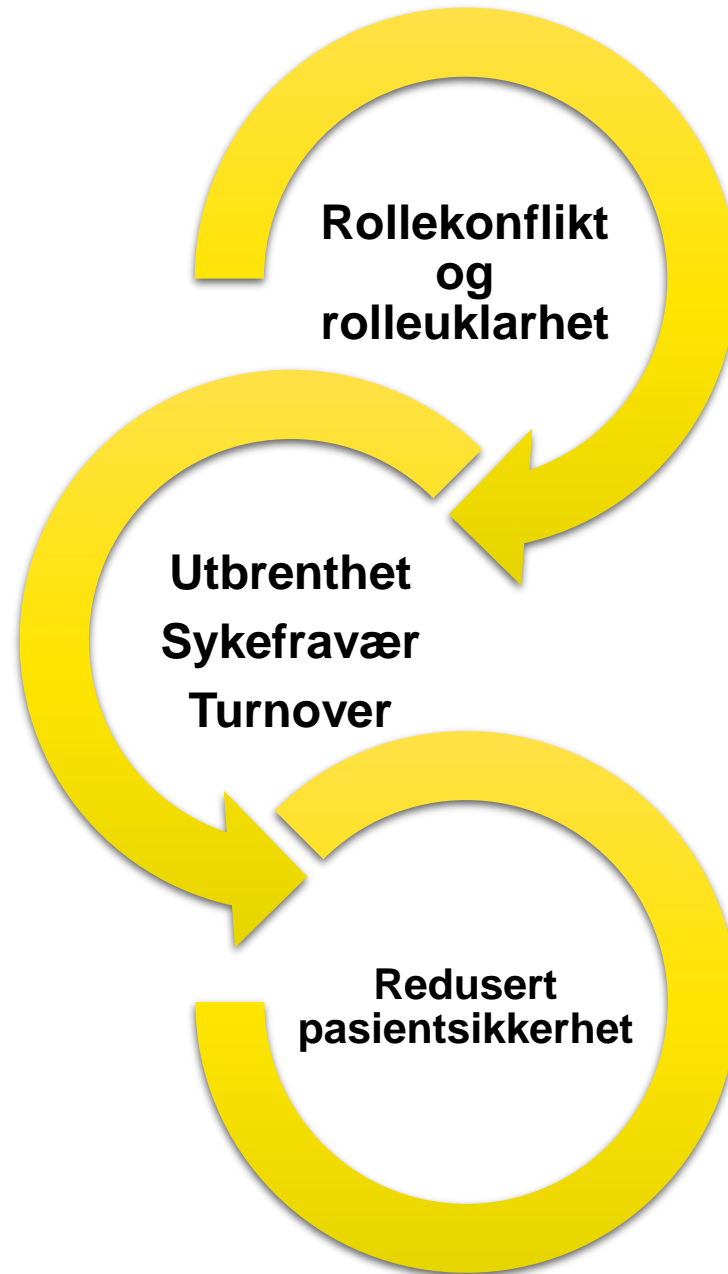 Rollekonflikt
og
rolleuklarhet
Utbrenthet
Sykefravær
Turnover
Redusert
pasientsikkerhet